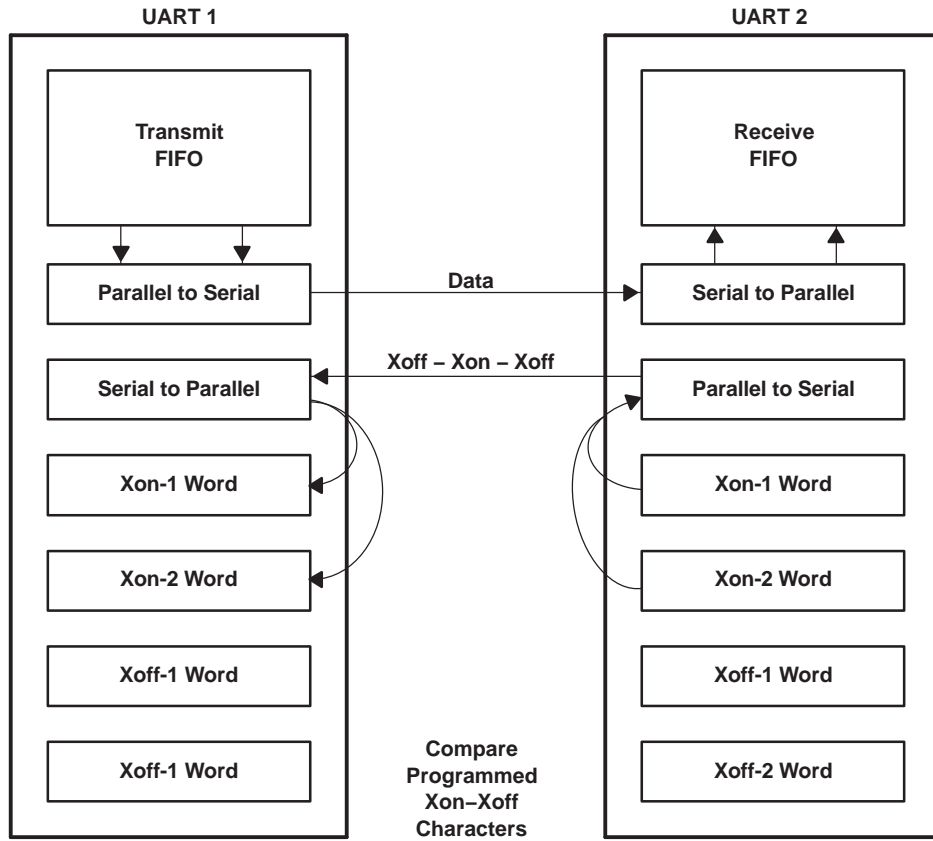 UART 1
UART 2
Transmit
FIFO
Receive
FIFO
Parallel to Serial
Data
Serial to Parallel
Serial to Parallel
Xoff – Xon – Xoff
Parallel to Serial
Xon-1 Word
Xon-1 Word
Xon-2 Word
Xon-2 Word
Xoff-1 Word
Xoff-1 Word
Xoff-1 Word
Compare
Programmed
Xon–Xoff
Characters
Xoff-2 Word